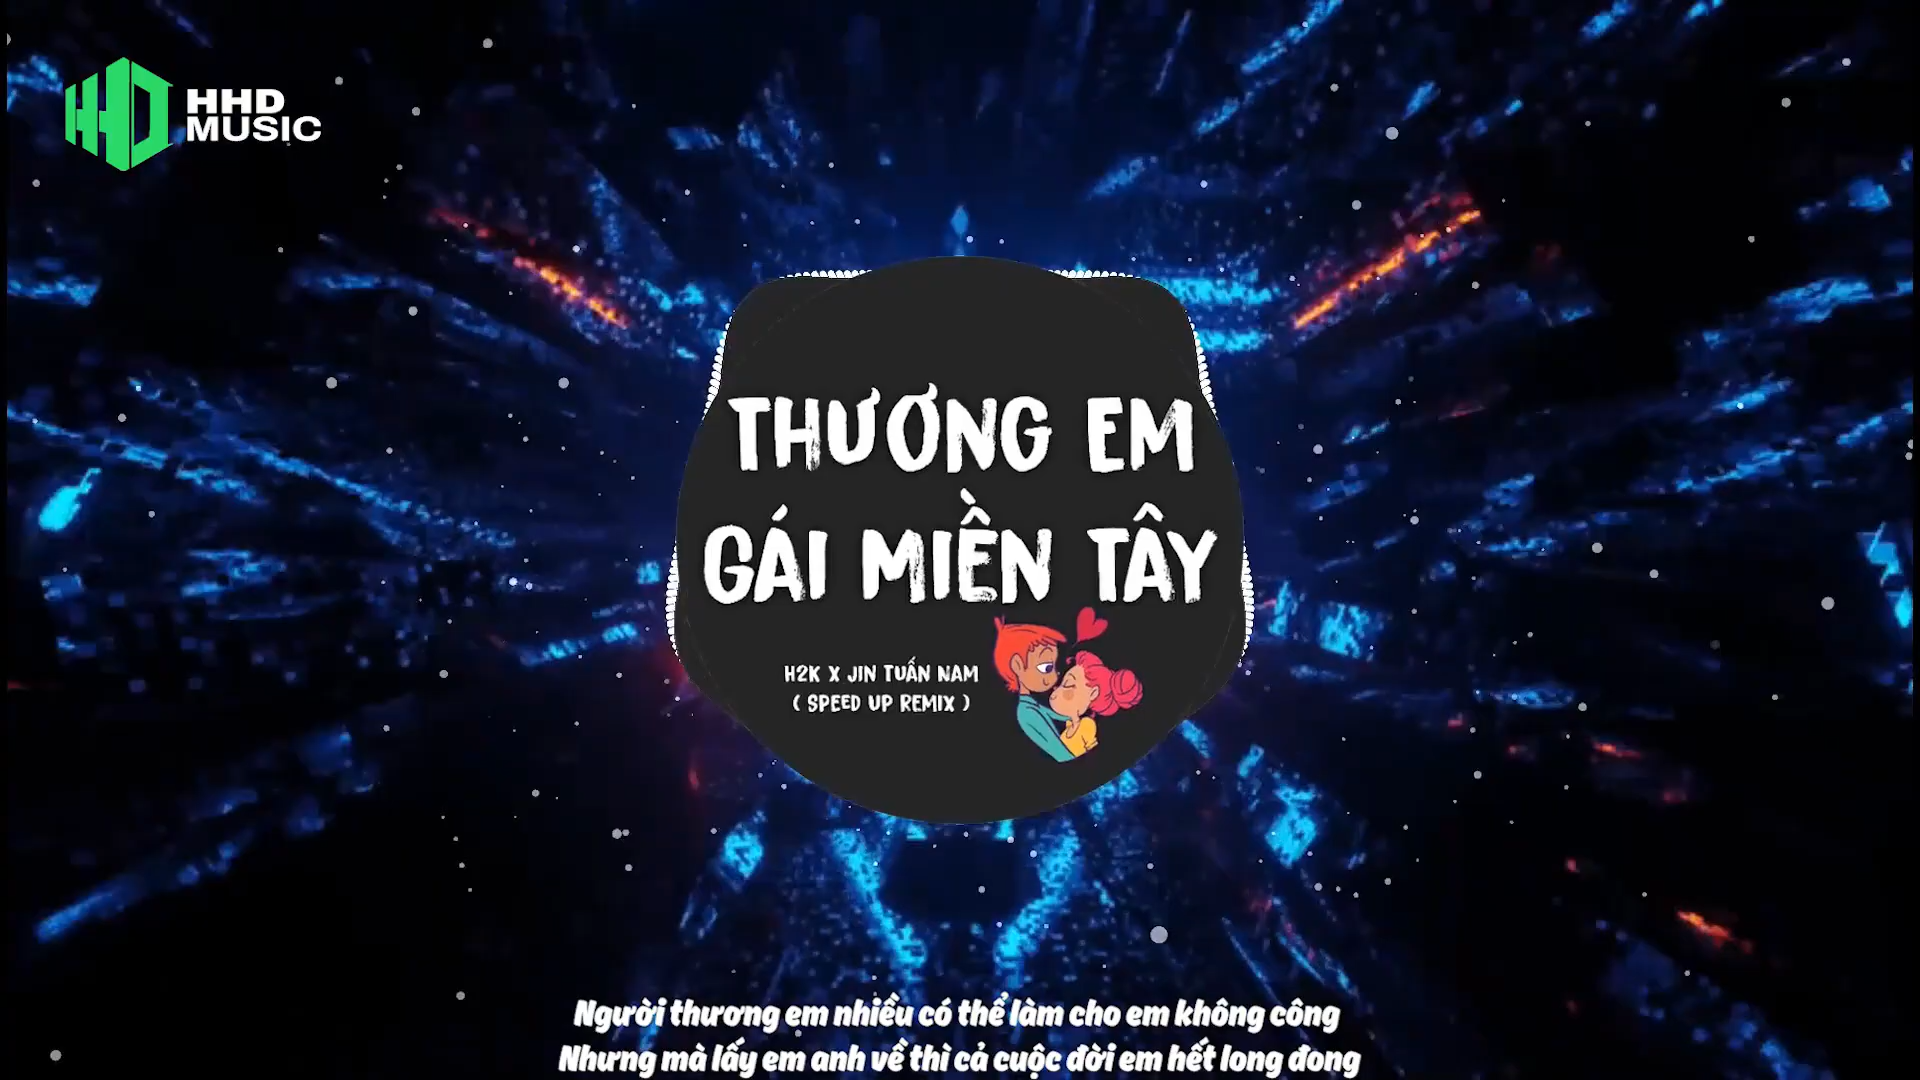 HHD
MUSIC
THƯƠNG EM
GÁI MIỀN TÂY
H2K X JIN TUẤN NAM
( SPEED UP REMIX )
Người thương em nhiều có thể làm cho em không công
Nhưng mà lấy em anh về thì cả cuộc đời em hết long đong